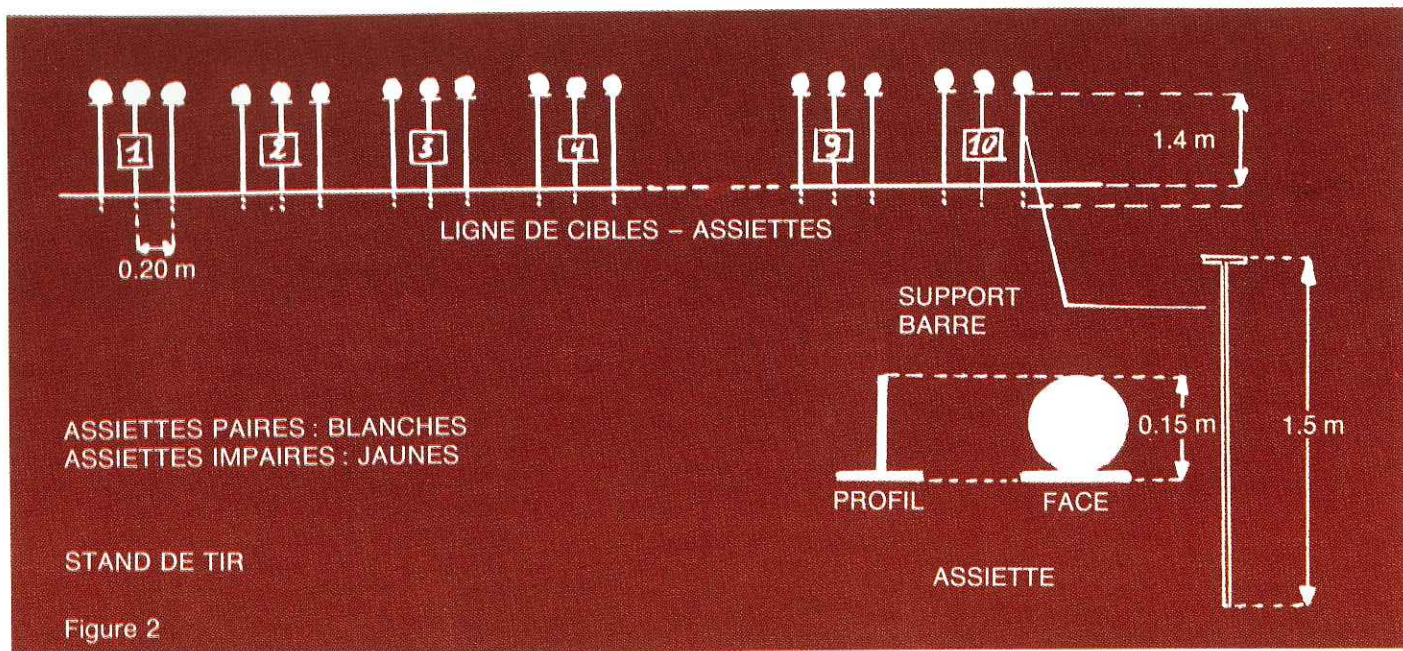 1 2 3 4 9 10
1.4 m
LIGNE DE CIBLES – ASSIETTES
0.20 m
SUPPORT
BARRE
ASSIETTES PAIRES : BLANCHES
ASSIETTES IMPAIRES : JAUNES
0.15 m
1.5 m
PROFIL
FACE
STAND DE TIR
ASSIETTE
Figure 2